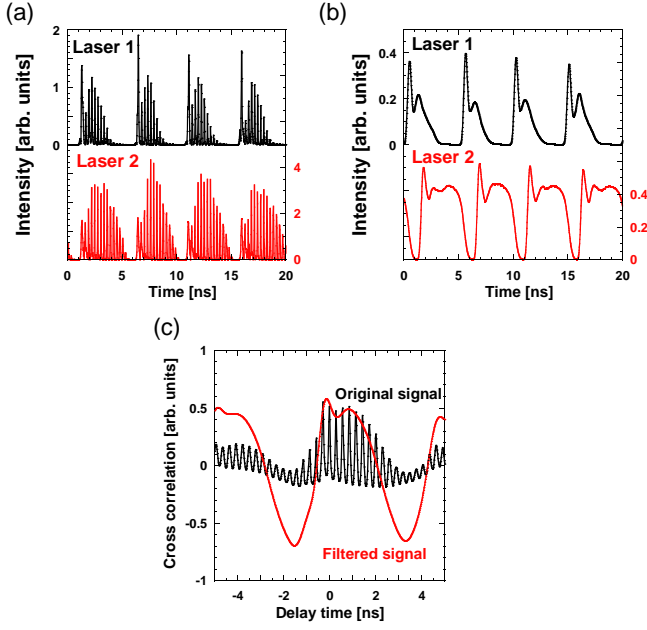 (a)
(b)
Laser 1
Laser 2
Intensity [arb. units]
2
1
0
4
2
0
0 5 10 15 20
Time [ns]
Laser 1
Laser 2
Intensity [arb. units]
0.4
0.2
0
0.4
0.2
0
0 5 10 15 20
Time [ns]
(c)
Original signal
Filtered signal
Cross correlation [arb. units]
1
0.5
0
-0.5
-1
-4 -2 0 2 4
Delay time [ns]